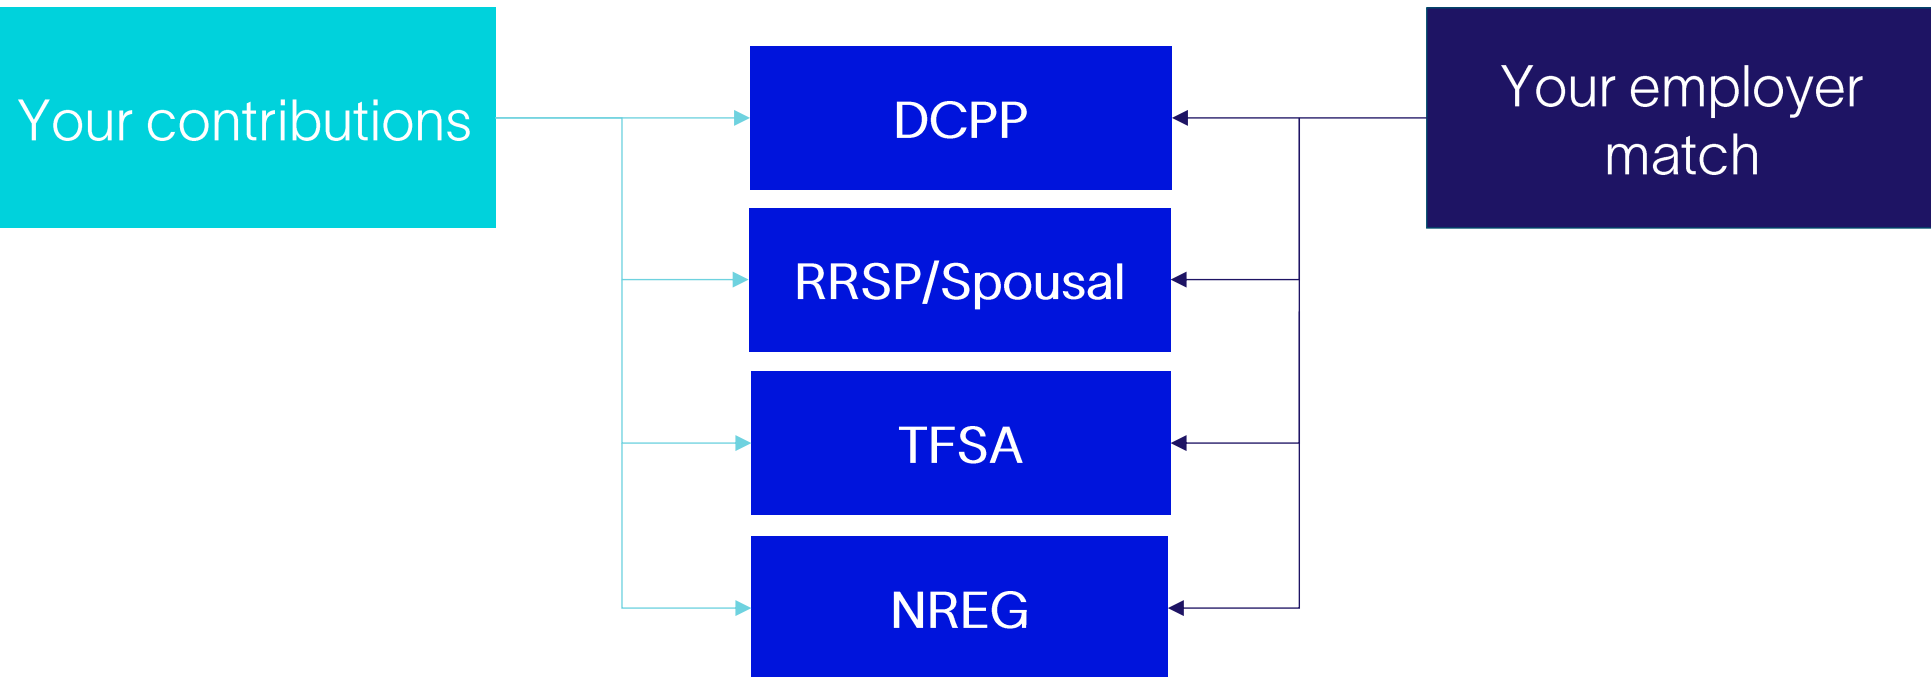 Your contributions
DCPP
Your employer
match
RRSP/Spousal
TFSA
NREG